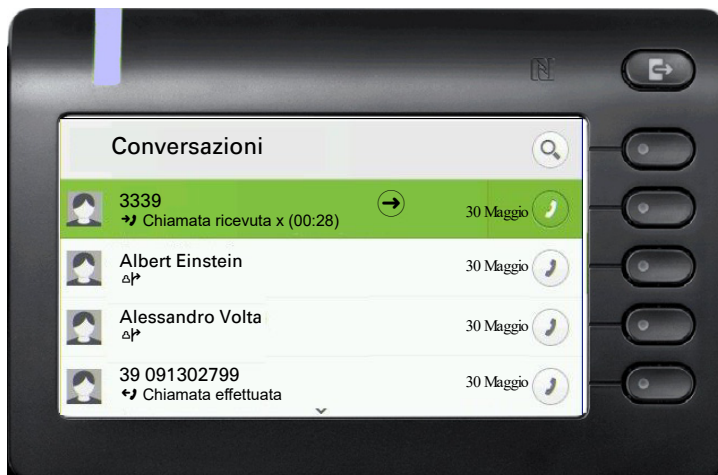 Conversazioni
3339
30 Maggio
Chiamata ricevuta x (00:28)
Albert Einstein
30 Maggio
Alessandro Volta
30 Maggio
39 091302799
30 Maggio
Chiamata effettuata